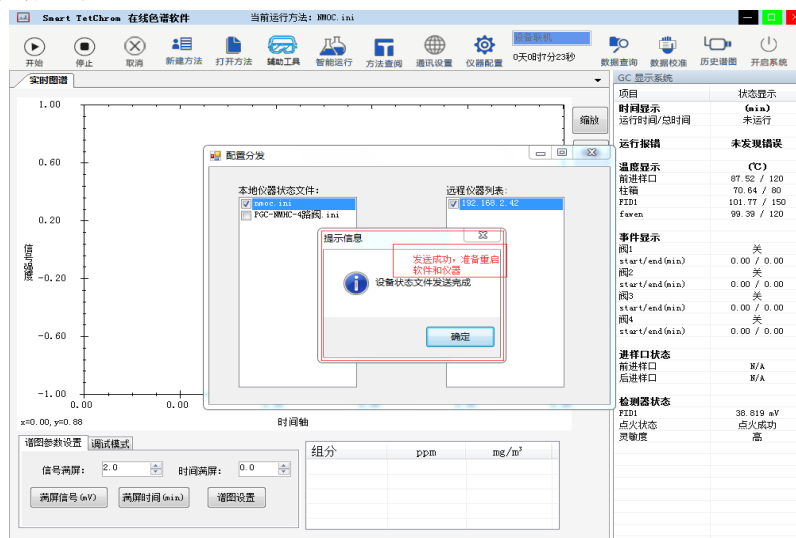 Smart TetChrom 在线色谱软件 当前运行方法: NMOC.ini
设备联机
0天0时7分23秒
开始 停止 取消 新建方法 打开方法 辅助工具 智能运行 方法查阅 通讯设置 仪器配置 数据查询 数据校准 历史谱图 开启系统
实时图谱
GC 显示系统
项目 状态显示
时间显示 (min)
运行时间/总时间 未运行
运行报错 未发现错误
温度显示 (℃)
前进样口 87.52 / 120
柱箱 70.64 / 80
FID1 101.77 / 150
fawen 99.39 / 120
事件显示
阀1 关
start/end(min) 0.00 / 0.00
阀2 关
start/end(min) 0.00 / 0.00
阀3 关
start/end(min) 0.00 / 0.00
阀4 关
start/end(min) 0.00 / 0.00
进样口状态
前进样口 N/A
后进样口 N/A
检测器状态
FID1 38.819 mV
点火状态 点火成功
灵敏度 高
缩放
1.00
0.60
0.20
-0.20
-0.60
-1.00
信号强度
0.00 0.00
x=0.00, y=0.88
时间轴
配置分发
本地仪器状态文件: 远程仪器列表:
nmoc.ini 192.168.2.42
PGC-NMHC-4路阀.ini
提示信息
发送成功，准备重启
软件和仪器
设备状态文件发送完成
确定
谱图参数设置 调试模式
信号满屏: 2.0 时间满屏: 0.0
满屏信号(mV) 满屏时间(min) 谱图设置
组分 ppm mg/m³